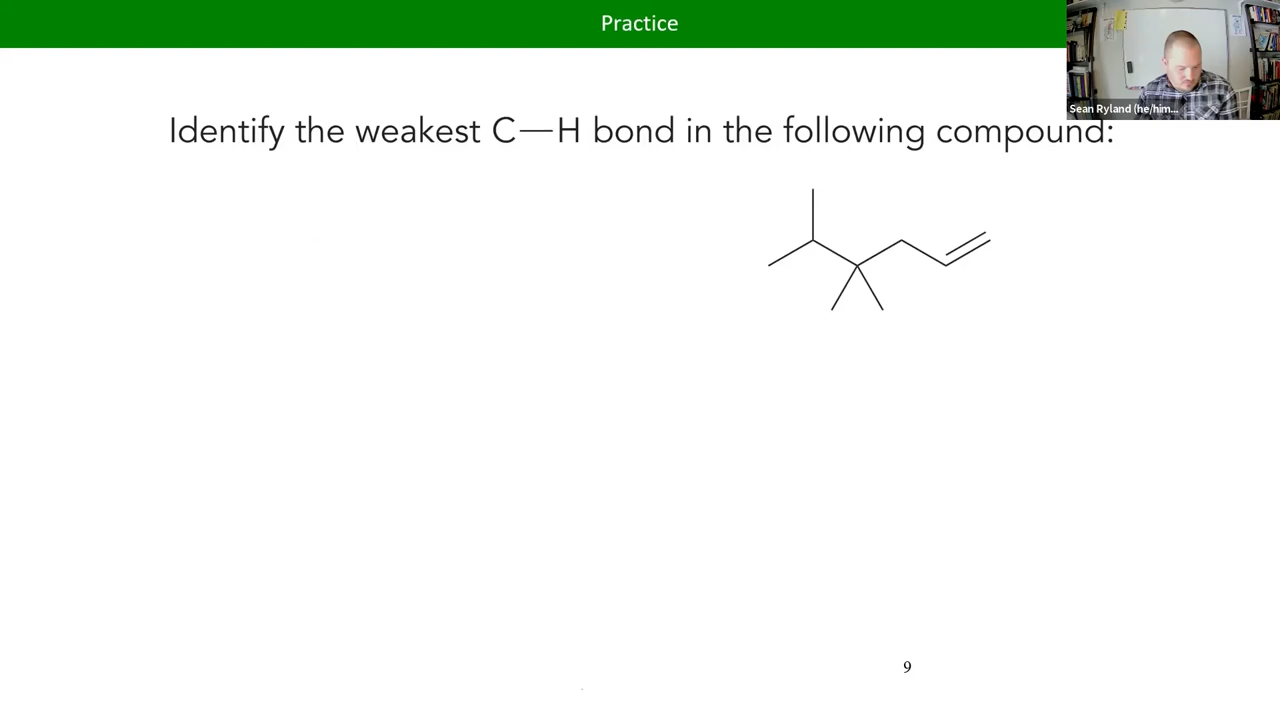 Practice
Sean Ryland (he/him...
Identify the weakest C—H bond in the following compound:
9